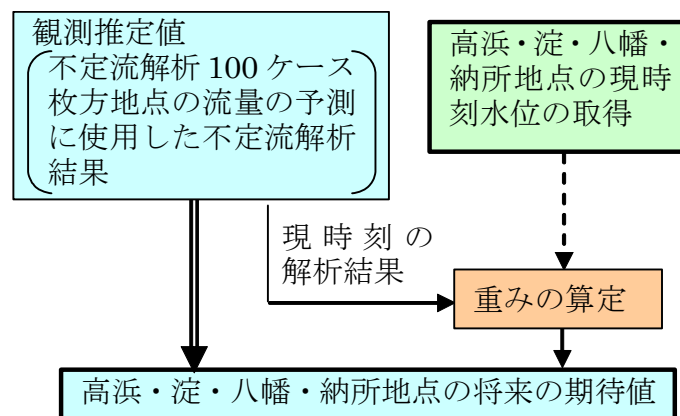 観測推定値
不定流解析 100 ケース
枚方地点の流量の予測
に使用した不定流解析
結果
高浜・淀・八幡・
納所地点の現時
刻水位の取得
現時刻の
解析結果
重みの算定
高浜・淀・八幡・納所地点の将来の期待値